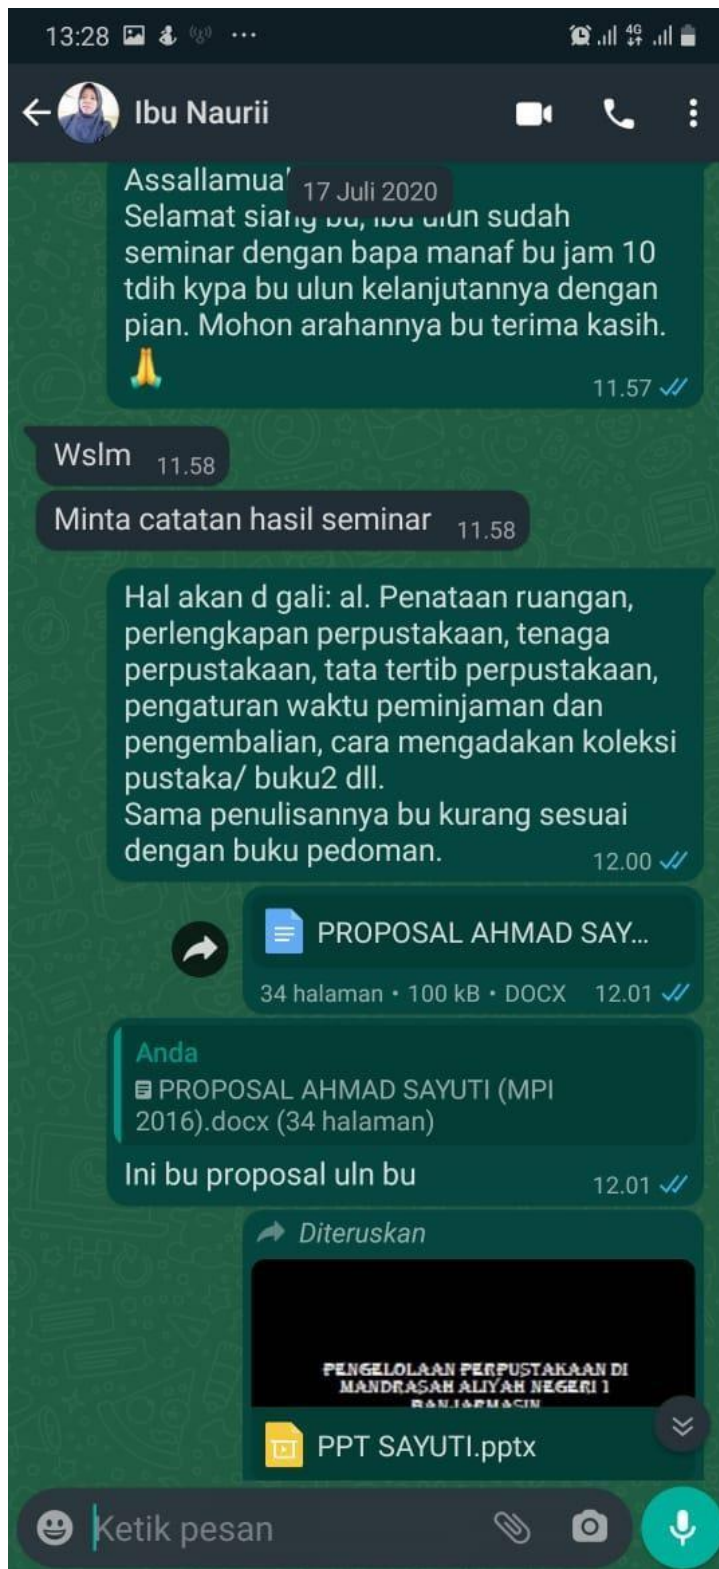 13:28
4G
Ibu Naurii
17 Juli 2020
Assallamua
Selamat siang bu, ibu ulun sudah
seminar dengan bapa manaf bu jam 10
tdih kypa bu ulun kelanjutannya dengan
pian. Mohon arahannya bu terima kasih.
🙏
11.57
Wslm 11.58
Minta catatan hasil seminar 11.58
Hal akan d gali: al. Penataan ruangan,
perlengkapan perpustakaan, tenaga
perpustakaan, tata tertib perpustakaan,
pengaturan waktu peminjaman dan
pengembalian, cara mengadakan koleksi
pustaka/ buku2 dll.
Sama penulisannya bu kurang sesuai
dengan buku pedoman. 12.00
PROPOSAL AHMAD SAY...
34 halaman • 100 kB • DOCX 12.01
Anda
PROPOSAL AHMAD SAYUTI (MPI
2016).docx (34 halaman)
Ini bu proposal uln bu 12.01
Diteruskan
PENGELOLAAN PERPUSTAKAAN DI
MANDRASAH ALIYAH NEGERI 1
BANJARMASIN
PPT SAYUTI.pptx
Ketik pesan